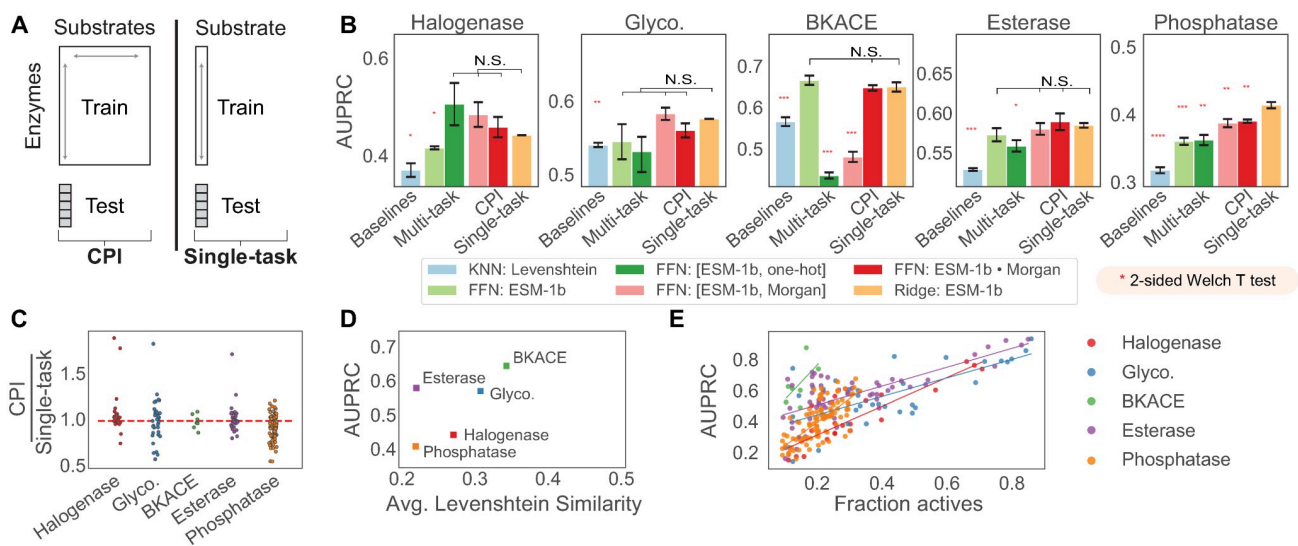 A
Substrates
Substrate
Enzymes
Train
Train
Test
Test
CPI
Single-task
B
Halogenase
Glyco.
BKACE
Esterase
Phosphatase
AUPRC
0.6
0.4
*
*
N.S.
0.6
0.5
**
N.S.
0.7
0.6
0.5
***
***
***
N.S.
0.65
0.60
0.55
***
*
N.S.
0.5
0.4
0.3
****
***
**
**
**
Baselines
Multi-task
CPI
Single-task
Baselines
Multi-task
CPI
Single-task
Baselines
Multi-task
CPI
Single-task
Baselines
Multi-task
CPI
Single-task
Baselines
Multi-task
CPI
Single-task
KNN: Levenshtein
FFN: [ESM-1b, one-hot]
FFN: ESM-1b • Morgan
FFN: ESM-1b
FFN: [ESM-1b, Morgan]
Ridge: ESM-1b
* 2-sided Welch T test
C
CPI
Single-task
1.5
1.0
0.5
Halogenase
Glyco.
BKACE
Esterase
Phosphatase
D
AUPRC
0.7
0.6
0.5
0.4
BKACE
Esterase
Glyco.
Halogenase
Phosphatase
0.2
0.3
0.4
0.5
Avg. Levenshtein Similarity
E
AUPRC
0.8
0.6
0.4
0.2
0.2
0.4
0.6
0.8
Fraction actives
Halogenase
Glyco.
BKACE
Esterase
Phosphatase